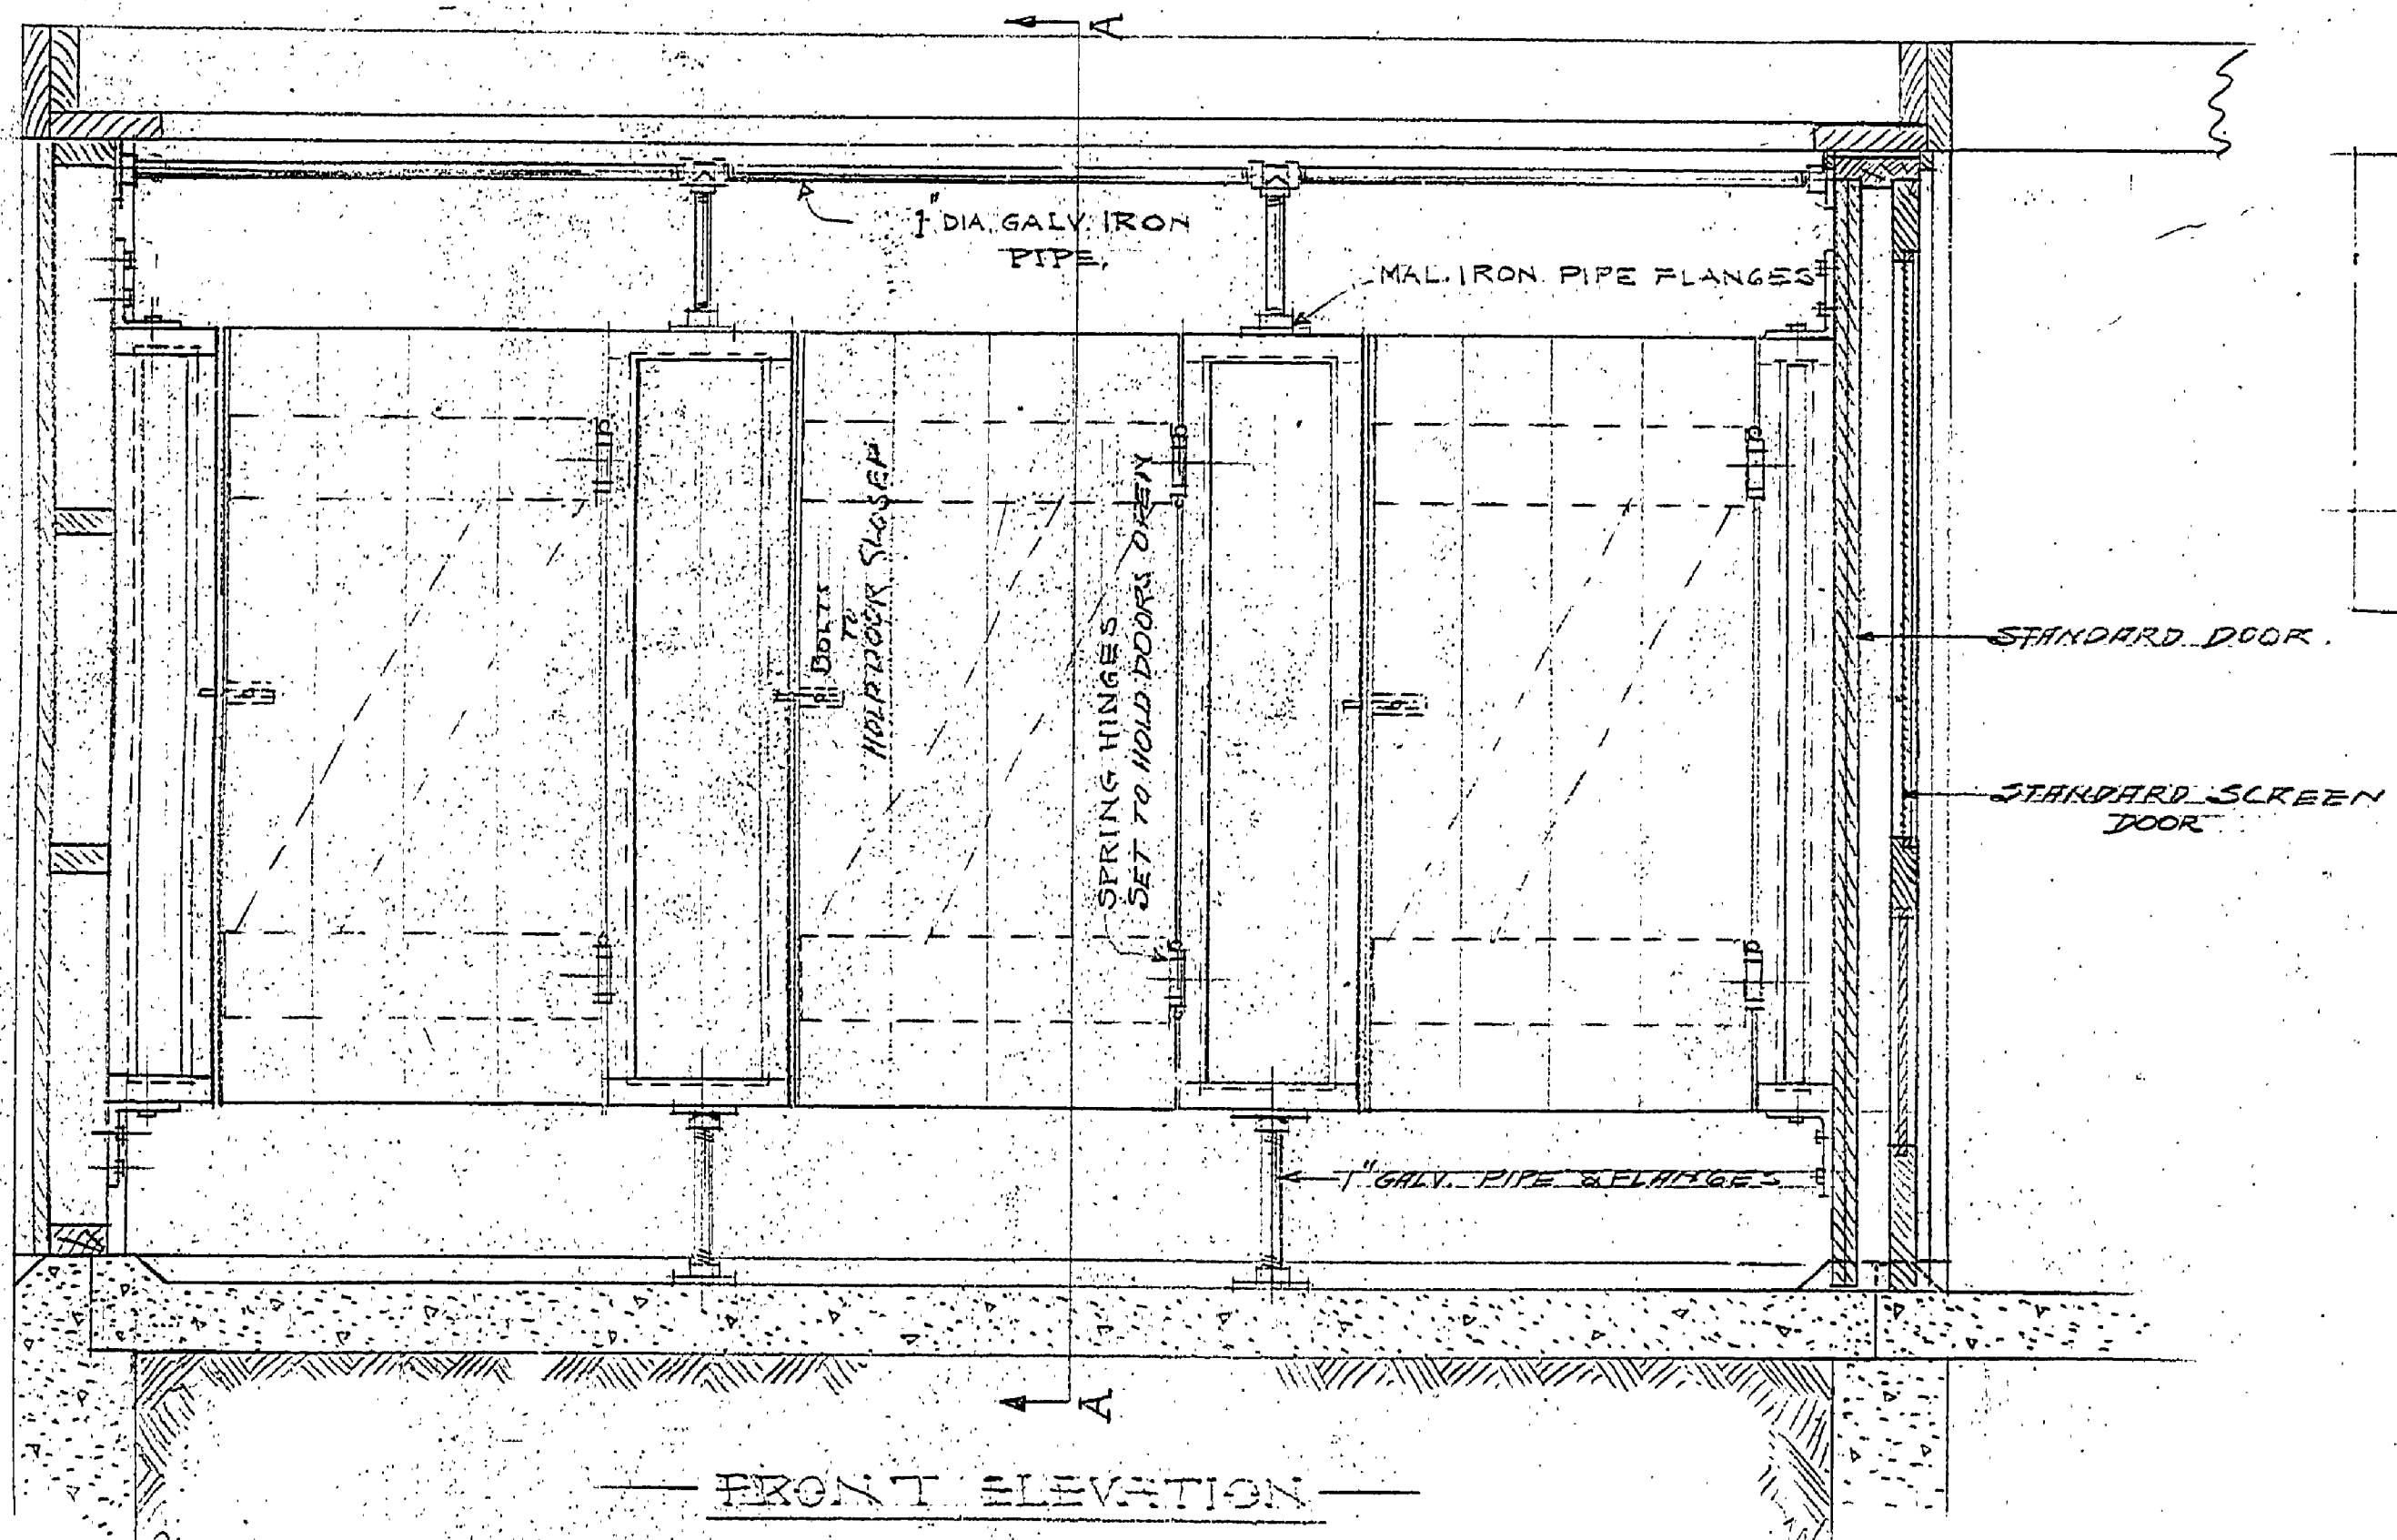 A
1" DIA. GALV. IRON
PIPE.
MAL. IRON PIPE FLANGES
BOLTS
TO
HOLD DOOR CLOSED
SPRING HINGES
SET TO HOLD DOORS OPEN
STANDARD DOOR.
STANDARD SCREEN
DOOR
1" GALV. PIPE & FLANGES
A
FRONT ELEVATION